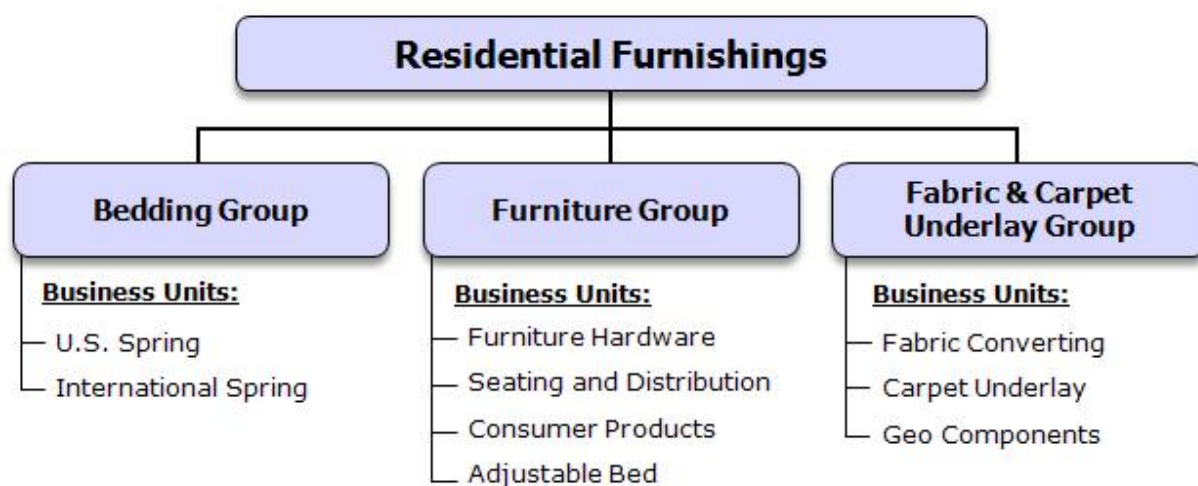 Residential Furnishings
Bedding Group
Business Units:
U.S. Spring
International Spring
Furniture Group
Business Units:
Furniture Hardware
Seating and Distribution
Consumer Products
Adjustable Bed
Fabric & Carpet
Underlay Group
Business Units:
Fabric Converting
Carpet Underlay
Geo Components